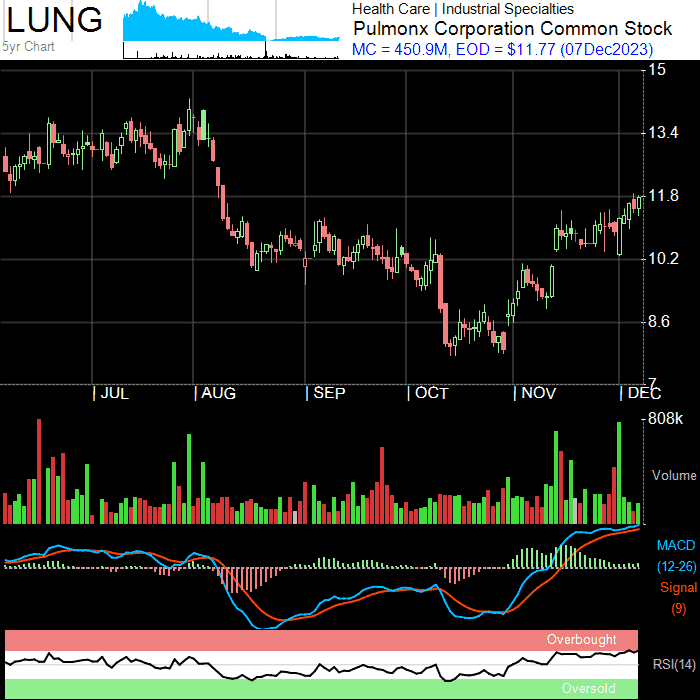 LUNG
5yr Chart
Health Care | Industrial Specialties
Pulmonx Corporation Common Stock
MC = 450.9M, EOD = $11.77 (07Dec2023)
15
13.4
11.8
10.2
8.6
7
| JUL | AUG | SEP | OCT | NOV | DEC
808k
Volume
MACD
(12-26)
Signal
(9)
Overbought
RSI(14)
Oversold